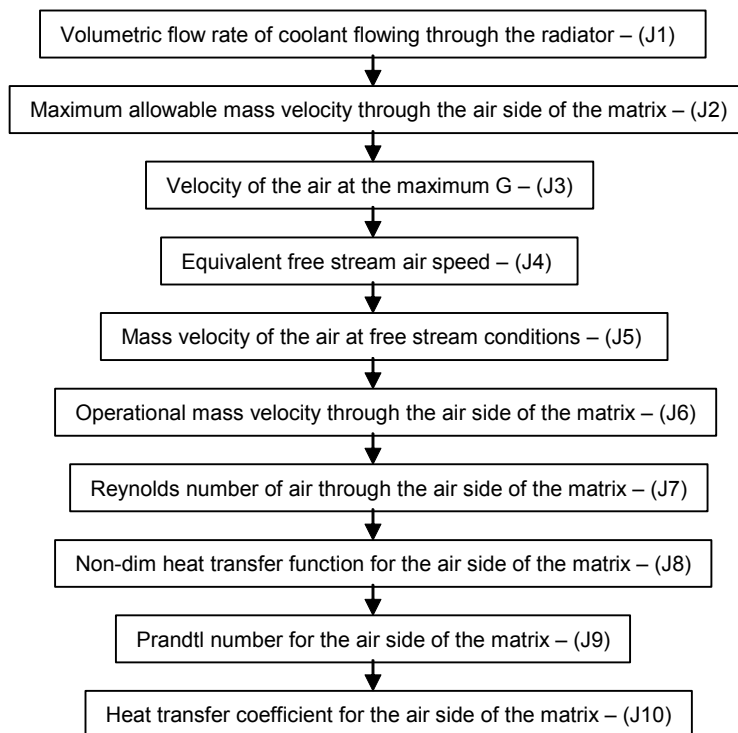 Volumetric flow rate of coolant flowing through the radiator – (J1)
Maximum allowable mass velocity through the air side of the matrix – (J2)
Velocity of the air at the maximum G – (J3)
Equivalent free stream air speed – (J4)
Mass velocity of the air at free stream conditions – (J5)
Operational mass velocity through the air side of the matrix – (J6)
Reynolds number of air through the air side of the matrix – (J7)
Non-dim heat transfer function for the air side of the matrix – (J8)
Prandtl number for the air side of the matrix – (J9)
Heat transfer coefficient for the air side of the matrix – (J10)